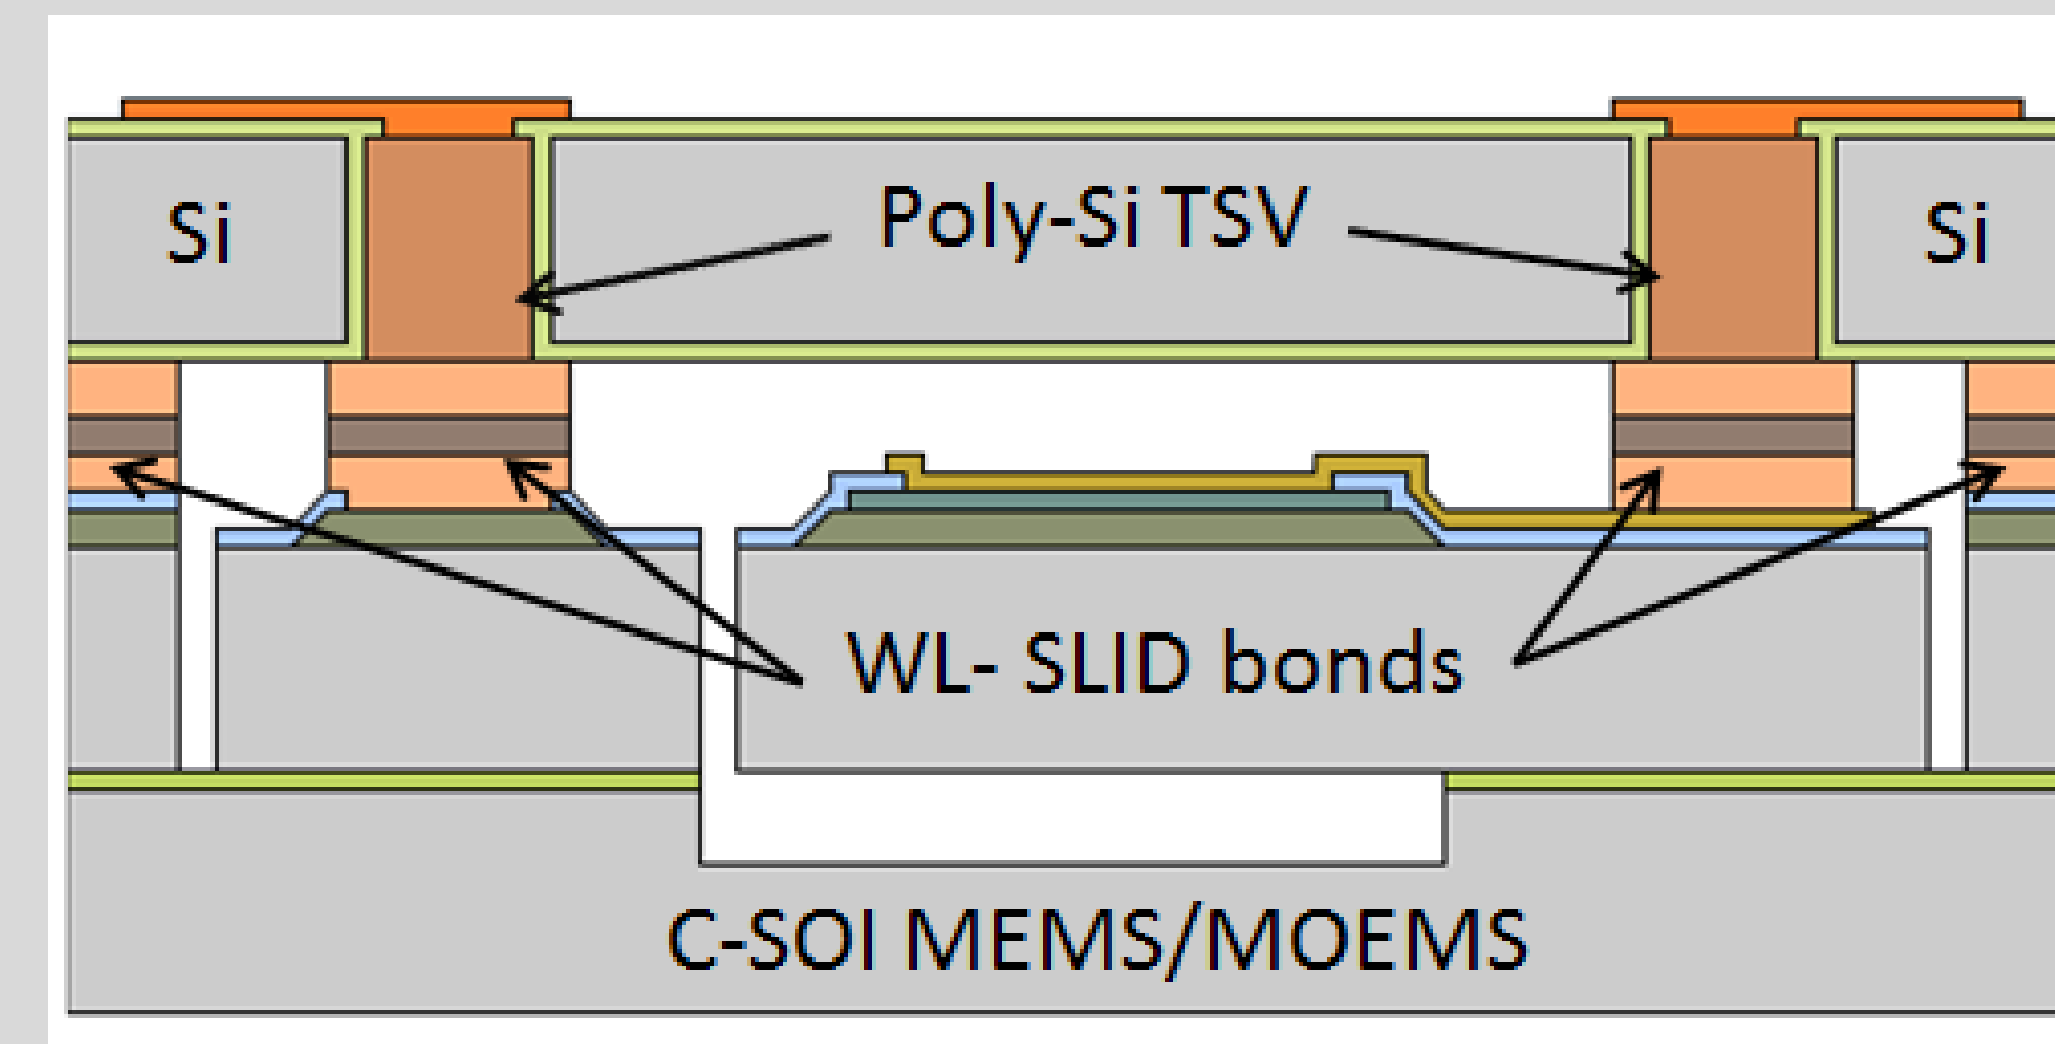 Si
Poly-Si TSV
Si
WL- SLID bonds
C-SOI MEMS/MOEMS